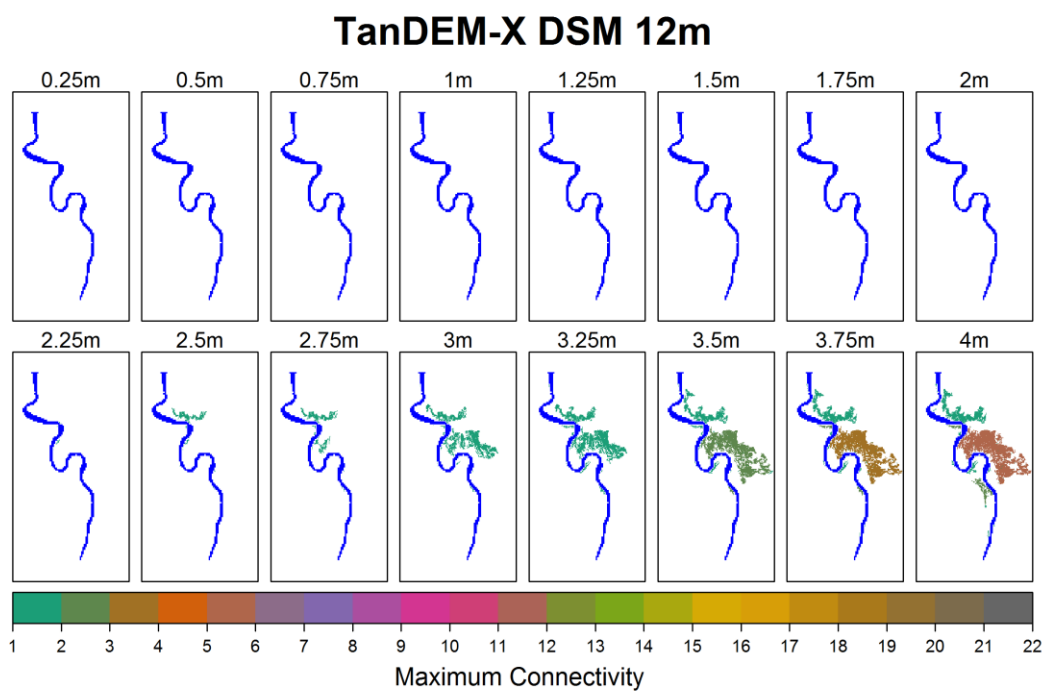 TanDEM-X DSM 12m
0.25m 0.5m 0.75m 1m 1.25m 1.5m 1.75m 2m
2.25m 2.5m 2.75m 3m 3.25m 3.5m 3.75m 4m
1 2 3 4 5 6 7 8 9 10 11 12 13 14 15 16 17 18 19 20 21 22
Maximum Connectivity